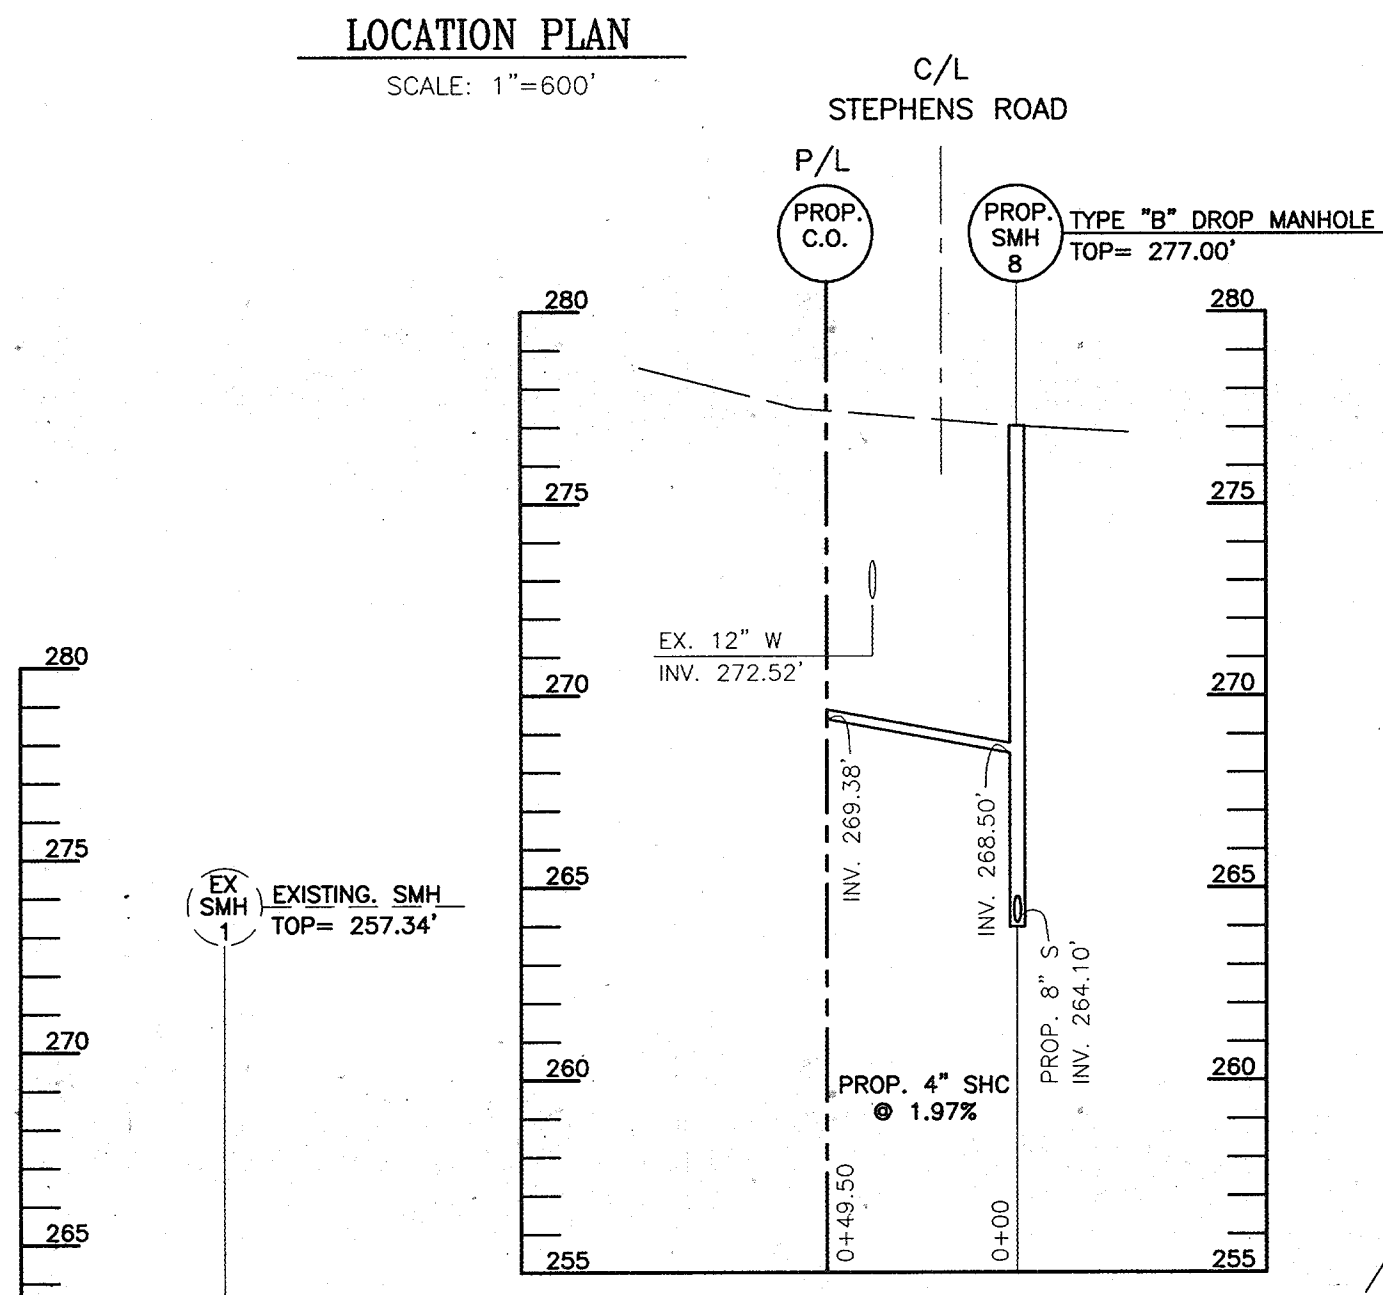 LOCATION PLAN
SCALE: 1"=600'
C/L
STEPHENS ROAD
P/L
PROP.
C.O.
PROP.
SMH
8
TYPE "B" DROP MANHOLE
TOP= 277.00'
280
275
270
265
260
255
280
275
270
265
260
255
EX. 12" W
INV. 272.52'
INV. 269.38'
INV. 268.50'
PROP. 8" S
INV. 264.10'
PROP. 4" SHC
@ 1.97%
0+49.50
0+00
280
275
270
265
EX
SMH
1
EXISTING. SMH
TOP= 257.34'